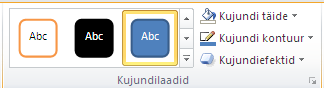 Abc Abc Abc
Kujundi täide
Kujundi kontuur
Kujundiefektid
Kujundilaadid